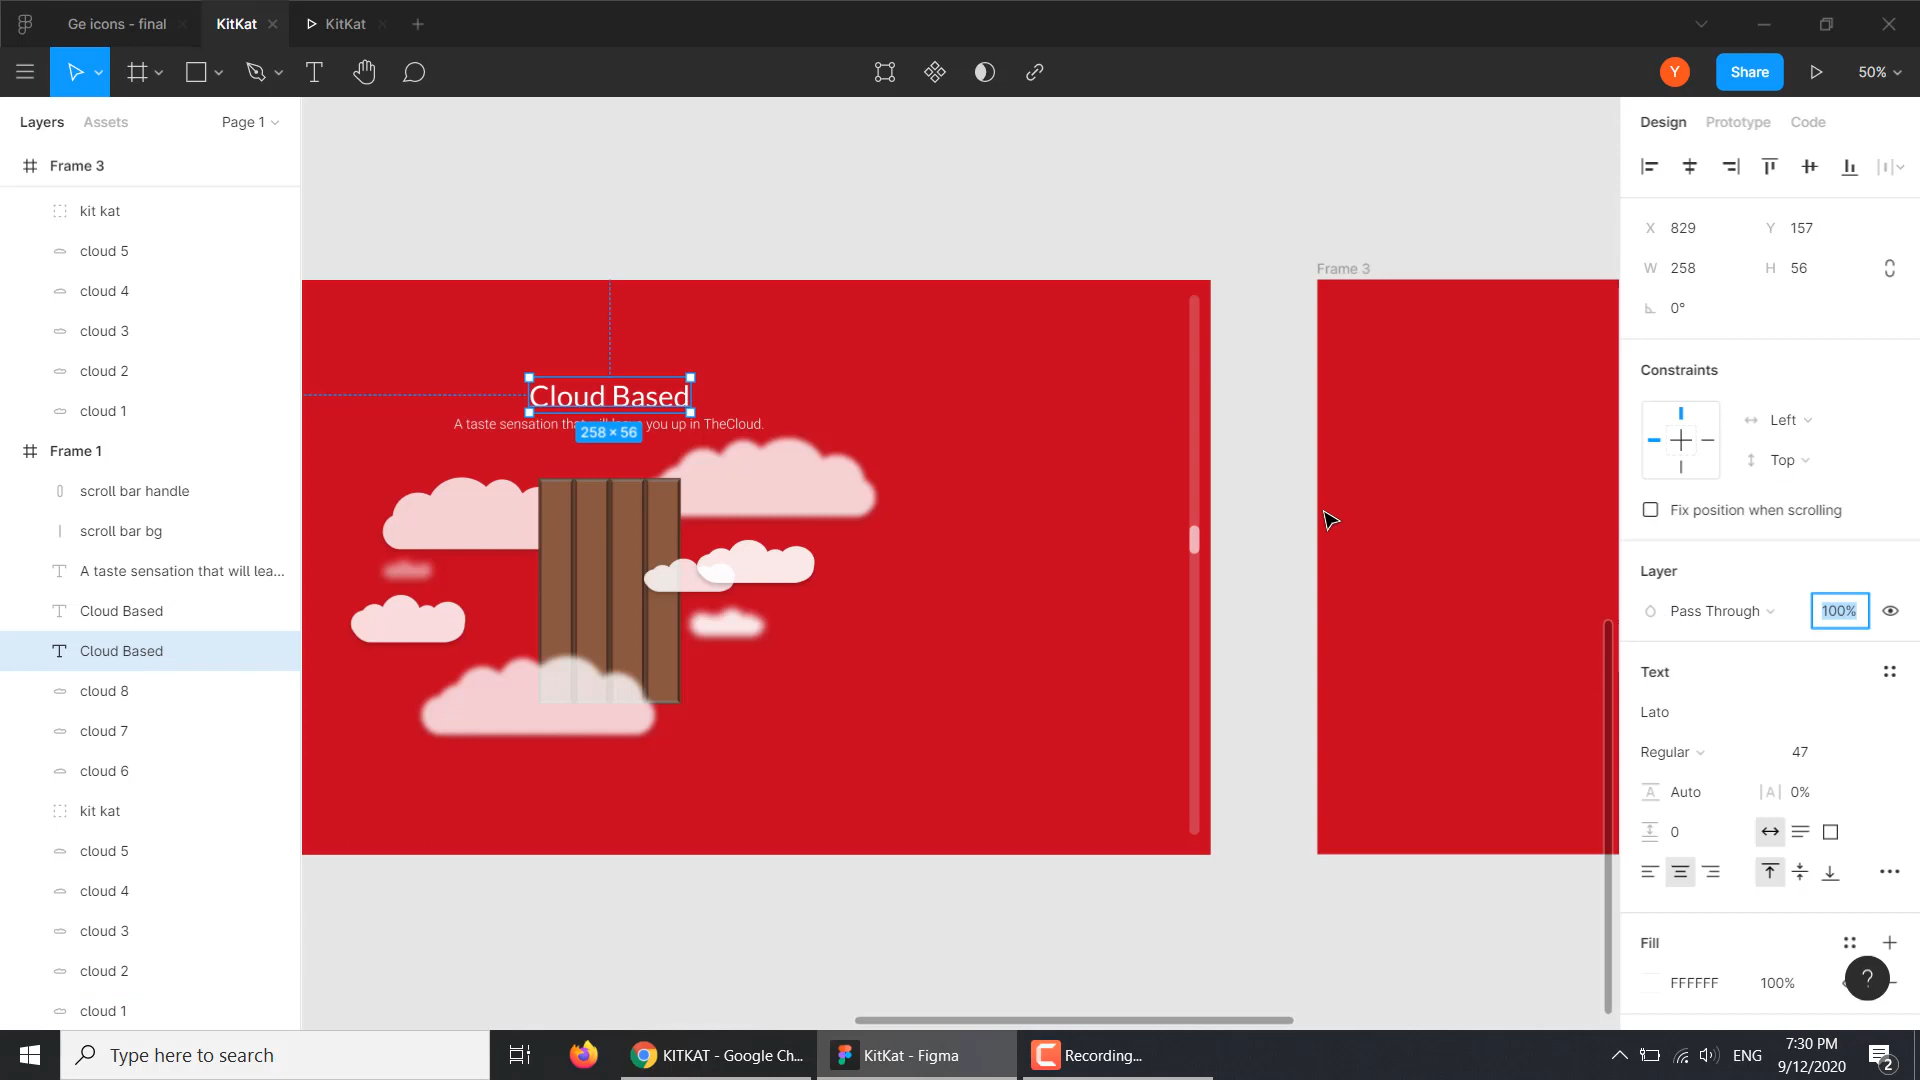 Ge icons - final
KitKat
KitKat
Y
Share
50%
Layers
Assets
Page 1
Frame 3
kit kat
cloud 5
cloud 4
cloud 3
cloud 2
cloud 1
Frame 1
scroll bar handle
scroll bar bg
A taste sensation that will lea...
Cloud Based
Cloud Based
cloud 8
cloud 7
cloud 6
kit kat
cloud 5
cloud 4
cloud 3
cloud 2
cloud 1
Frame 3
Cloud Based
A taste sensation that will leave you up in TheCloud.
258 × 56
Design
Prototype
Code
X 829
Y 157
W 258
H 56
0°
Constraints
Left
Top
Fix position when scrolling
Layer
Pass Through
100%
Text
Lato
Regular
47
Auto
0%
0
Fill
FFFFFF
100%
?
Type here to search
KITKAT - Google Ch...
KitKat - Figma
Recording...
ENG
7:30 PM
9/12/2020
2